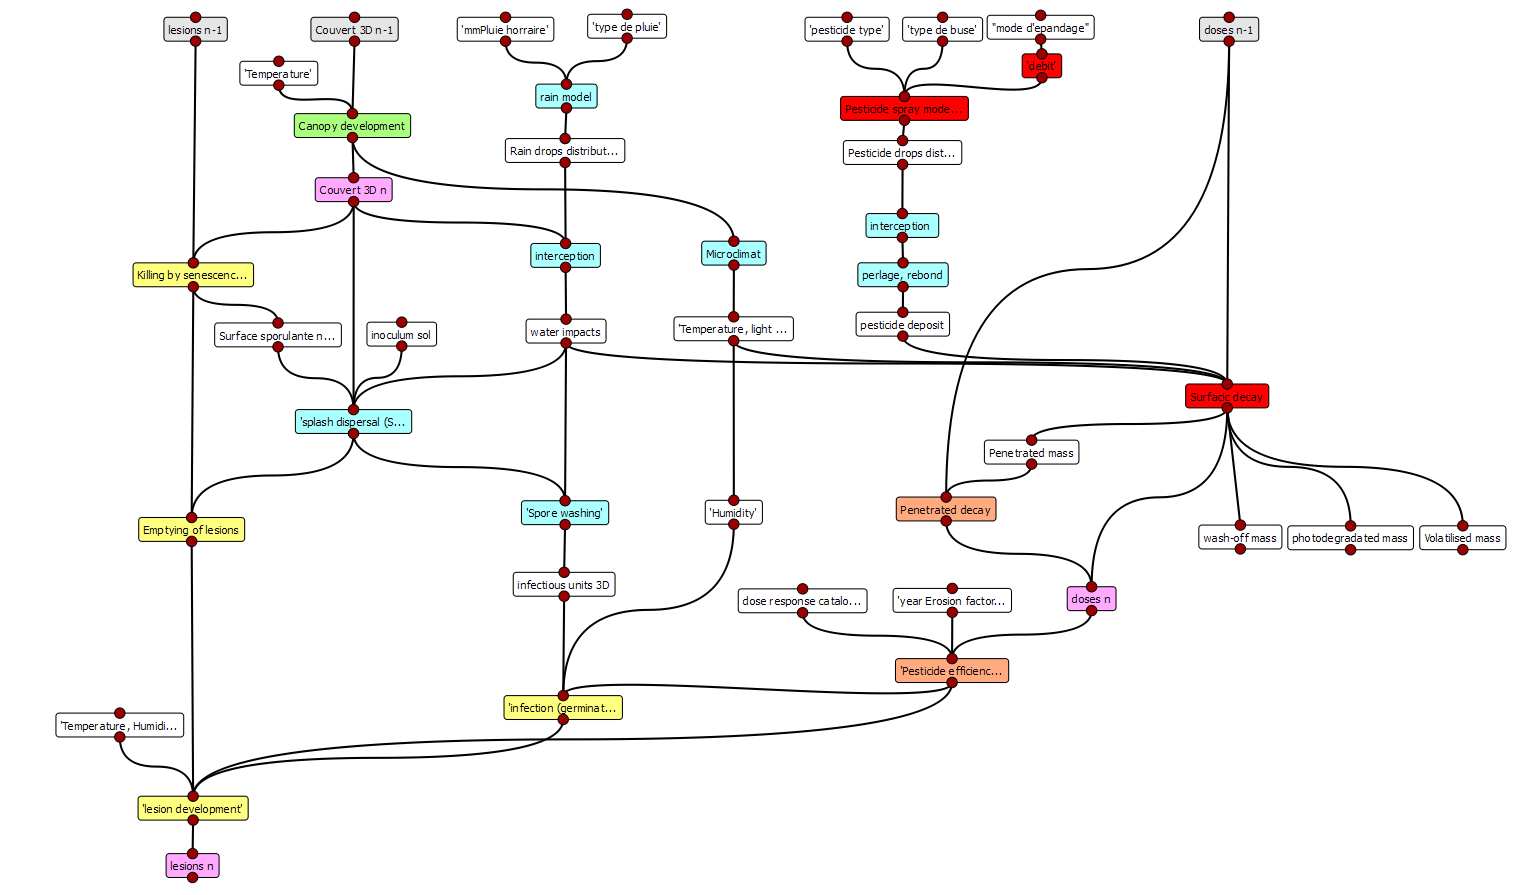 lesions n-1
Couvert 3D n-1
'mmPluie horraire'
'type de pluie'
'pesticide type'
'type de buse'
"mode d'epandage"
doses n-1
'Temperature'
'debit'
rain model
Pesticide spray mode...
Canopy development
Rain drops distribut...
Pesticide drops dist...
Couvert 3D n
interception
interception
Microclimat
Killing by senescenc...
perlage, rebond
Surface sporulante n...
inoculum sol
water impacts
'Temperature, light ...
pesticide deposit
Surfacic decay
'splash dispersal (S...
Penetrated mass
'Spore washing'
'Humidity'
Penetrated decay
Emptying of lesions
wash-off mass
photodegradated mass
Volatilised mass
infectious units 3D
dose response catalo...
'year Erosion factor...
doses n
'Pesticide efficienc...
'infection (germinat...
'Temperature, Humidi...
'lesion development'
lesions n